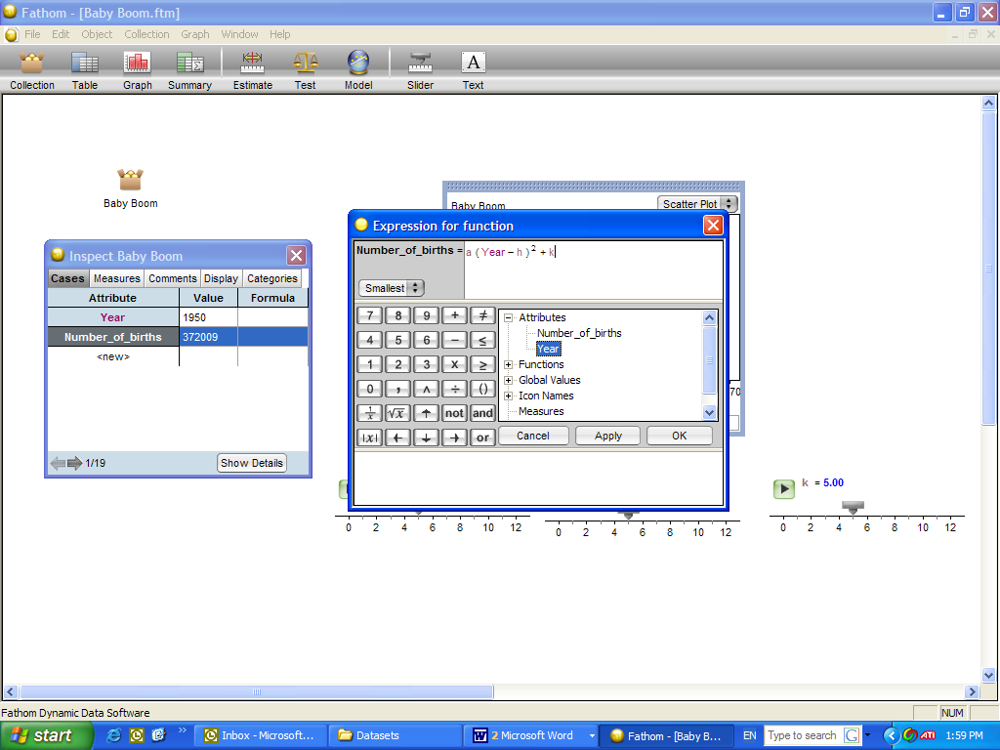 Fathom - [Baby Boom.ftm]
File Edit Object Collection Graph Window Help
Collection Table Graph Summary Estimate Test Model Slider Text
A
Baby Boom
Baby Boom
Scatter Plot
Inspect Baby Boom
Cases Measures Comments Display Categories
Attribute Value Formula
Year 1950
Number_of_births 372009
<new>
1/19 Show Details
Expression for function
Number_of_births = a (Year – h )² + k
Smallest
7 8 9 + ≠
4 5 6 − ≤
1 2 3 x ≥
0 , ^ ÷ ()
1/x √x ↑ not and
|x| ← ↓ → or
Attributes
Number_of_births
Year
Functions
Global Values
Icon Names
Measures
Cancel Apply OK
70
k = 5.00
0 2 4 6 8 10 12
0 2 4 6 8 10 12
0 2 4 6 8 10 12
Fathom Dynamic Data Software
NUM
start
Inbox - Microsoft...
Datasets
2 Microsoft Word
Fathom - [Baby B...
EN
Type to search
G
ATI
1:59 PM